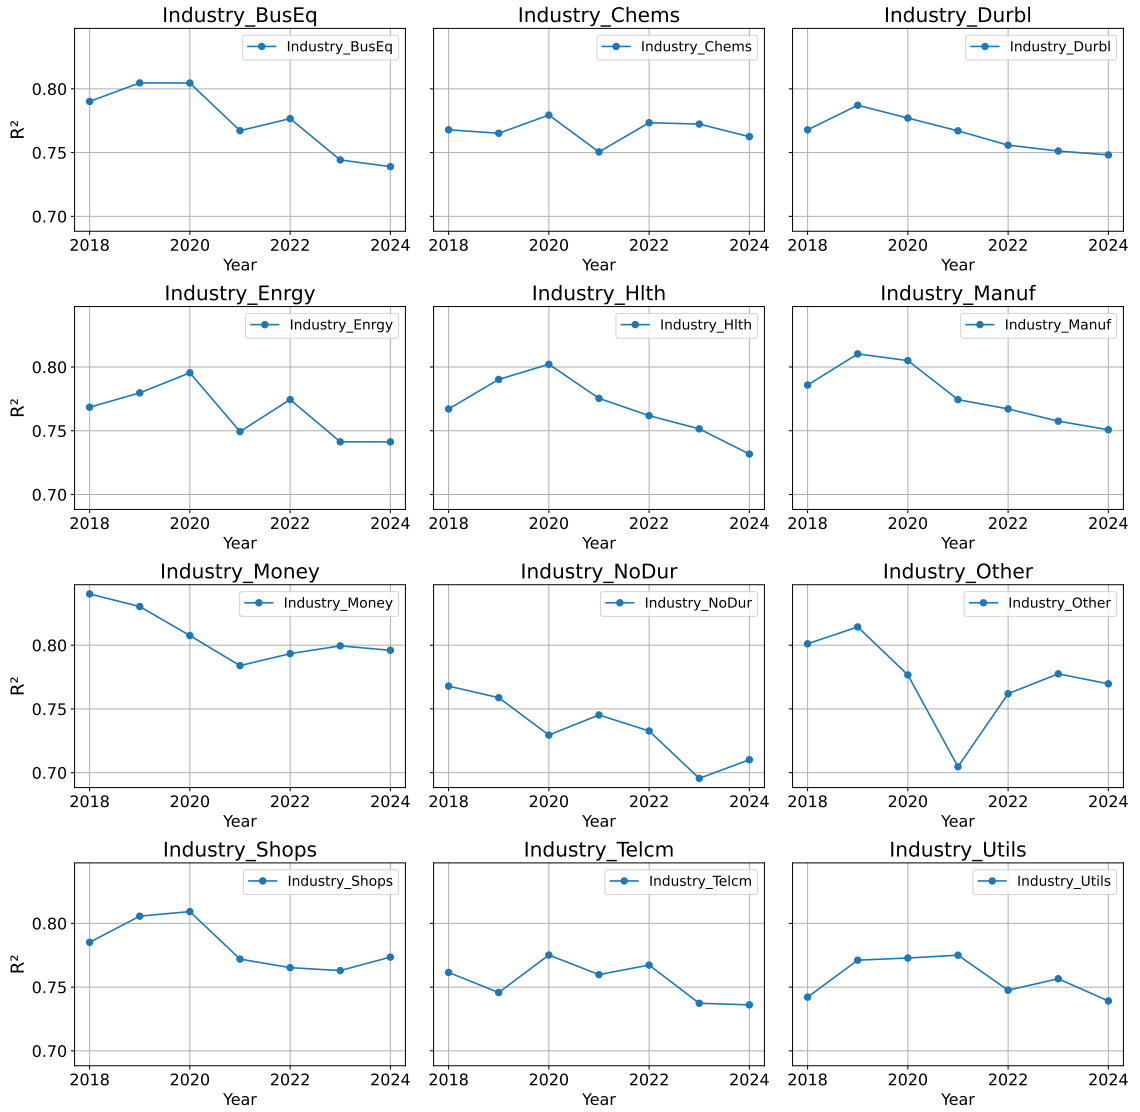 Industry_BusEq Industry_Chems Industry_Durbl
Industry_BusEq Industry_Chems Industry_Durbl
0.80
R²
0.75
0.70
2018 2020 2022 2024 2018 2020 2022 2024 2018 2020 2022 2024
Year Year Year
Industry_Enrgy Industry_Hlth Industry_Manuf
Industry_Enrgy Industry_Hlth Industry_Manuf
0.80
R²
0.75
0.70
2018 2020 2022 2024 2018 2020 2022 2024 2018 2020 2022 2024
Year Year Year
Industry_Money Industry_NoDur Industry_Other
Industry_Money Industry_NoDur Industry_Other
0.80
R²
0.75
0.70
2018 2020 2022 2024 2018 2020 2022 2024 2018 2020 2022 2024
Year Year Year
Industry_Shops Industry_Telcm Industry_Utils
Industry_Shops Industry_Telcm Industry_Utils
0.80
R²
0.75
0.70
2018 2020 2022 2024 2018 2020 2022 2024 2018 2020 2022 2024
Year Year Year